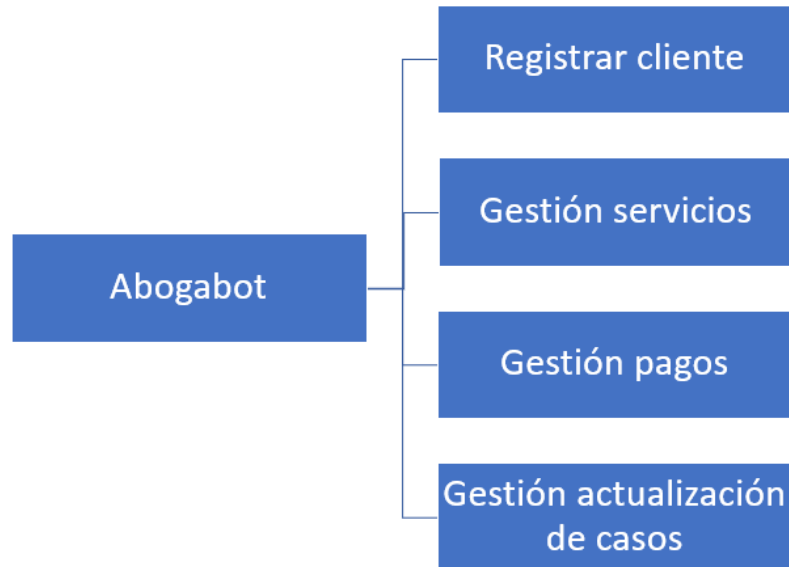 Registrar cliente
Gestión servicios
Abogabot
Gestión pagos
Gestión actualización
de casos